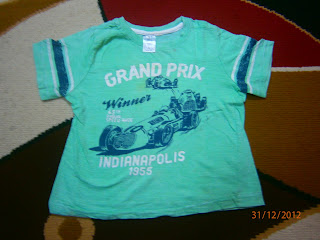 GRAND PRIX
Winner
INDIANAPOLIS
1955
31/12/2012